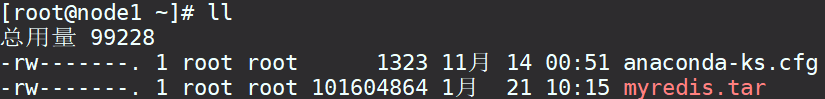 [root@node1 ~]# ll
总用量 99228
-rw-------. 1 root root      1323 11月 14 00:51 anaconda-ks.cfg
-rw-------. 1 root root 101604864 1月  21 10:15 myredis.tar